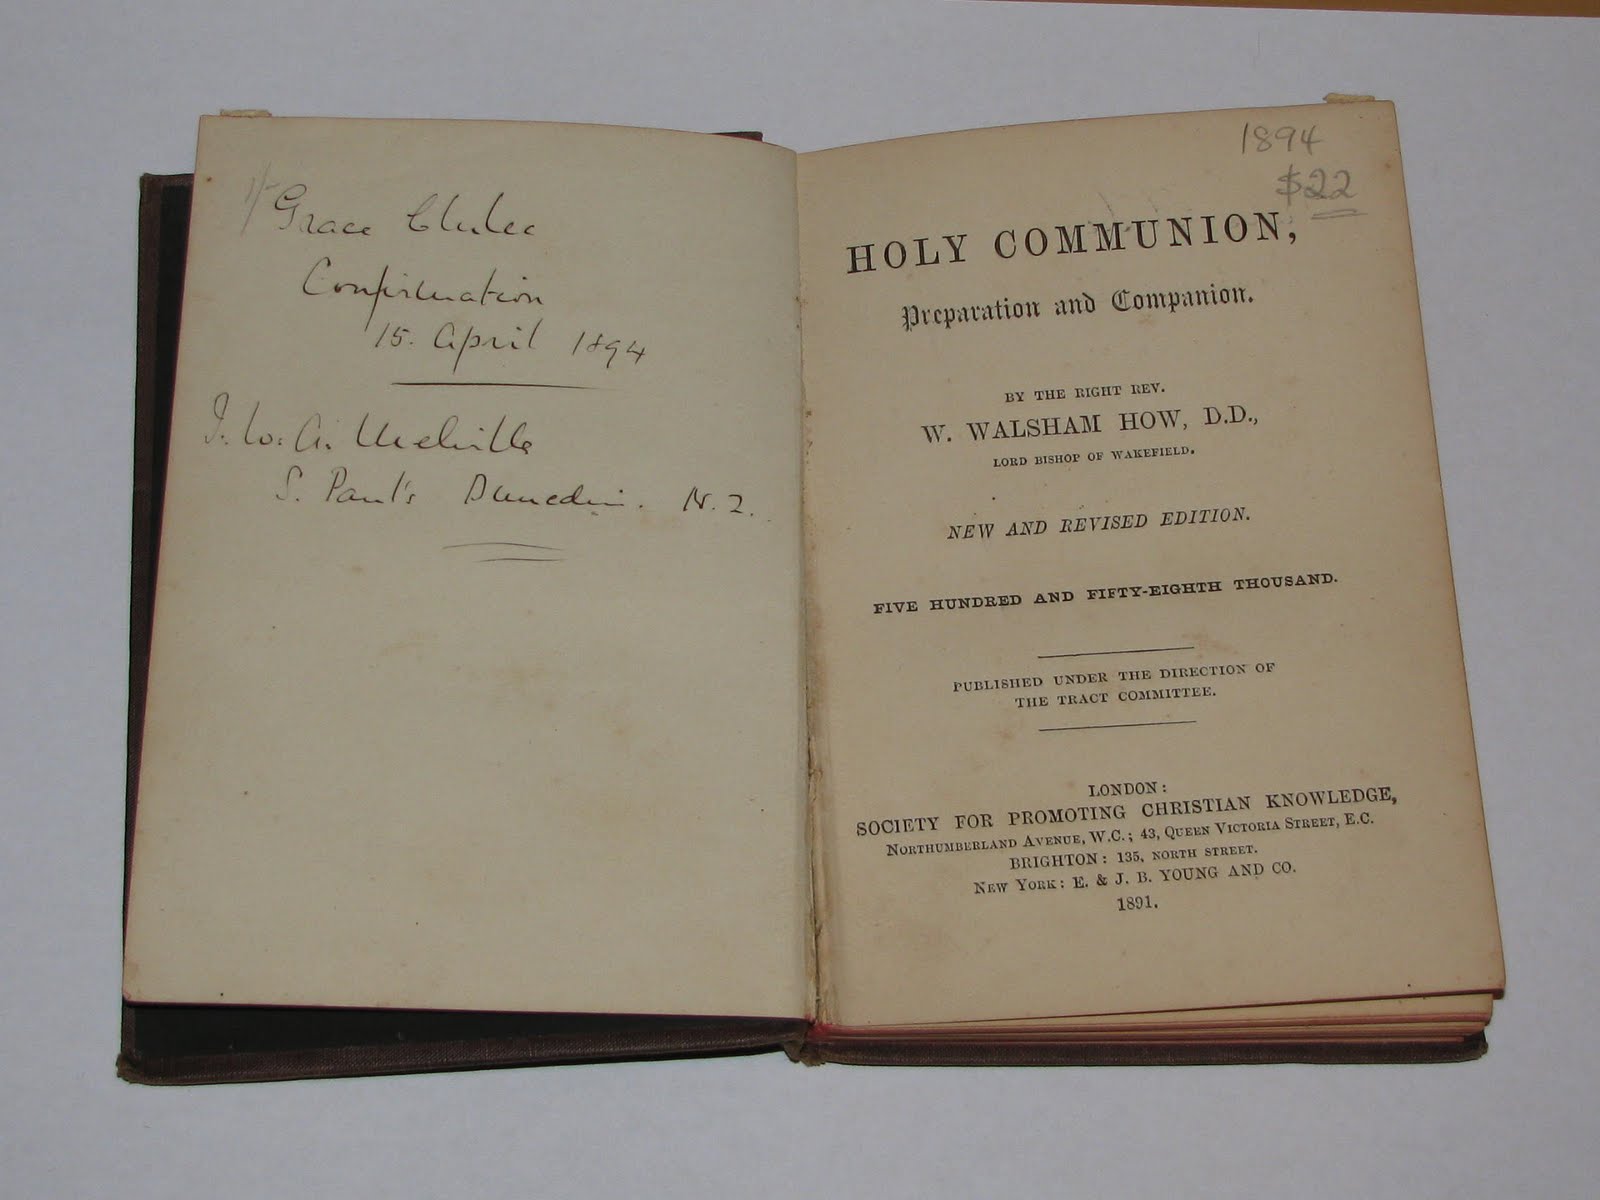 1/-
Grace Clulee
Confirmation
15. April 1894
S. Paul's Dunedin. N.Z.
1894
$22
HOLY COMMUNION,
Preparation and Companion.
BY THE RIGHT REV.
W. WALSHAM HOW, D.D.,
LORD BISHOP OF WAKEFIELD.
NEW AND REVISED EDITION.
FIVE HUNDRED AND FIFTY-EIGHTH THOUSAND.
PUBLISHED UNDER THE DIRECTION OF
THE TRACT COMMITTEE.
LONDON:
SOCIETY FOR PROMOTING CHRISTIAN KNOWLEDGE,
NORTHUMBERLAND AVENUE, W.C.; 43, QUEEN VICTORIA STREET, E.C.
BRIGHTON: 135, NORTH STREET.
NEW YORK: E. & J. B. YOUNG AND CO.
1891.